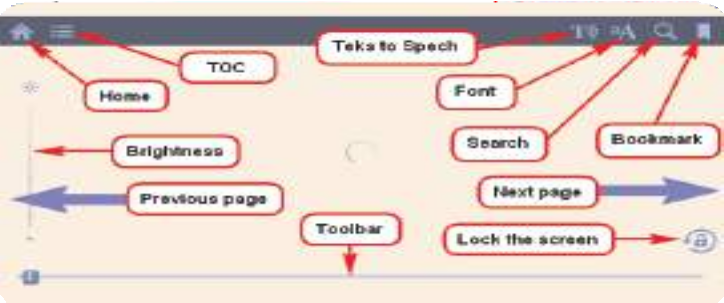 Teks to Spech
TOC
Home
Font
Search
Bookmark
Brightness
Previous page
Next page
Toolbar
Lock the screen